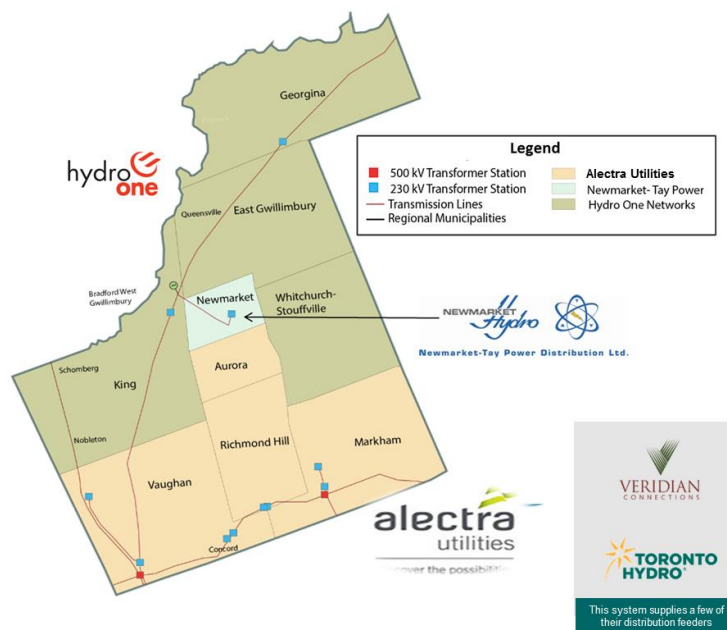 Georgina
hydro
one
Legend
500 kV Transformer Station
230 kV Transformer Station
Transmission Lines
Regional Municipalities
Alectra Utilities
Newmarket- Tay Power
Hydro One Networks
Queensville
East Gwillimbury
Bradford West
Gwillimbury
Newmarket
Whitchurch-
Stouffville
NEWMARKET
Hydro
Newmarket-Tay Power Distribution Ltd.
Schomberg
King
Aurora
Nobleton
Richmond Hill
Markham
Vaughan
Concord
alectra
utilities
over the possibilitie
VERIDIAN
CONNECTIONS
TORONTO
HYDRO
This system supplies a few of
their distribution feeders